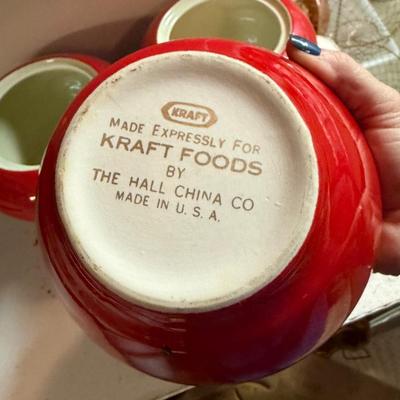 KRAFT
MADE EXPRESSLY FOR
KRAFT FOODS
BY
THE HALL CHINA CO
MADE IN U.S.A.